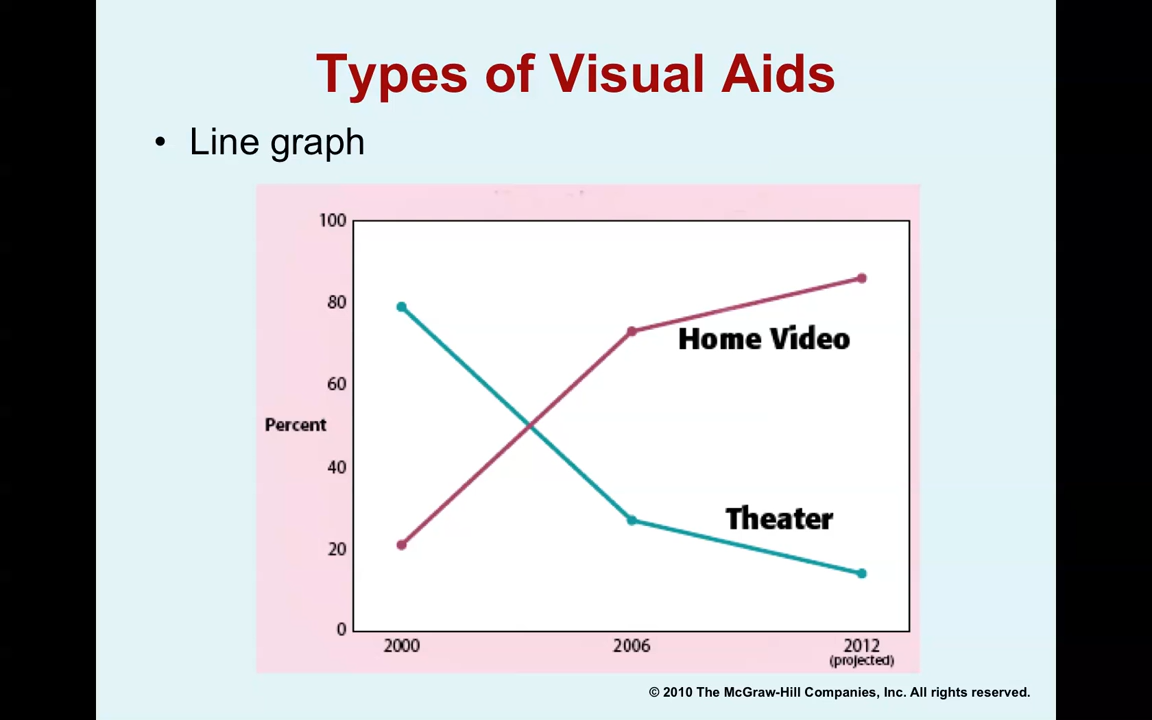 Types of Visual Aids
• Line graph
100
80
Home Video
60
Percent
40
Theater
20
0
2000 2006 2012
(projected)
© 2010 The McGraw-Hill Companies, Inc. All rights reserved.